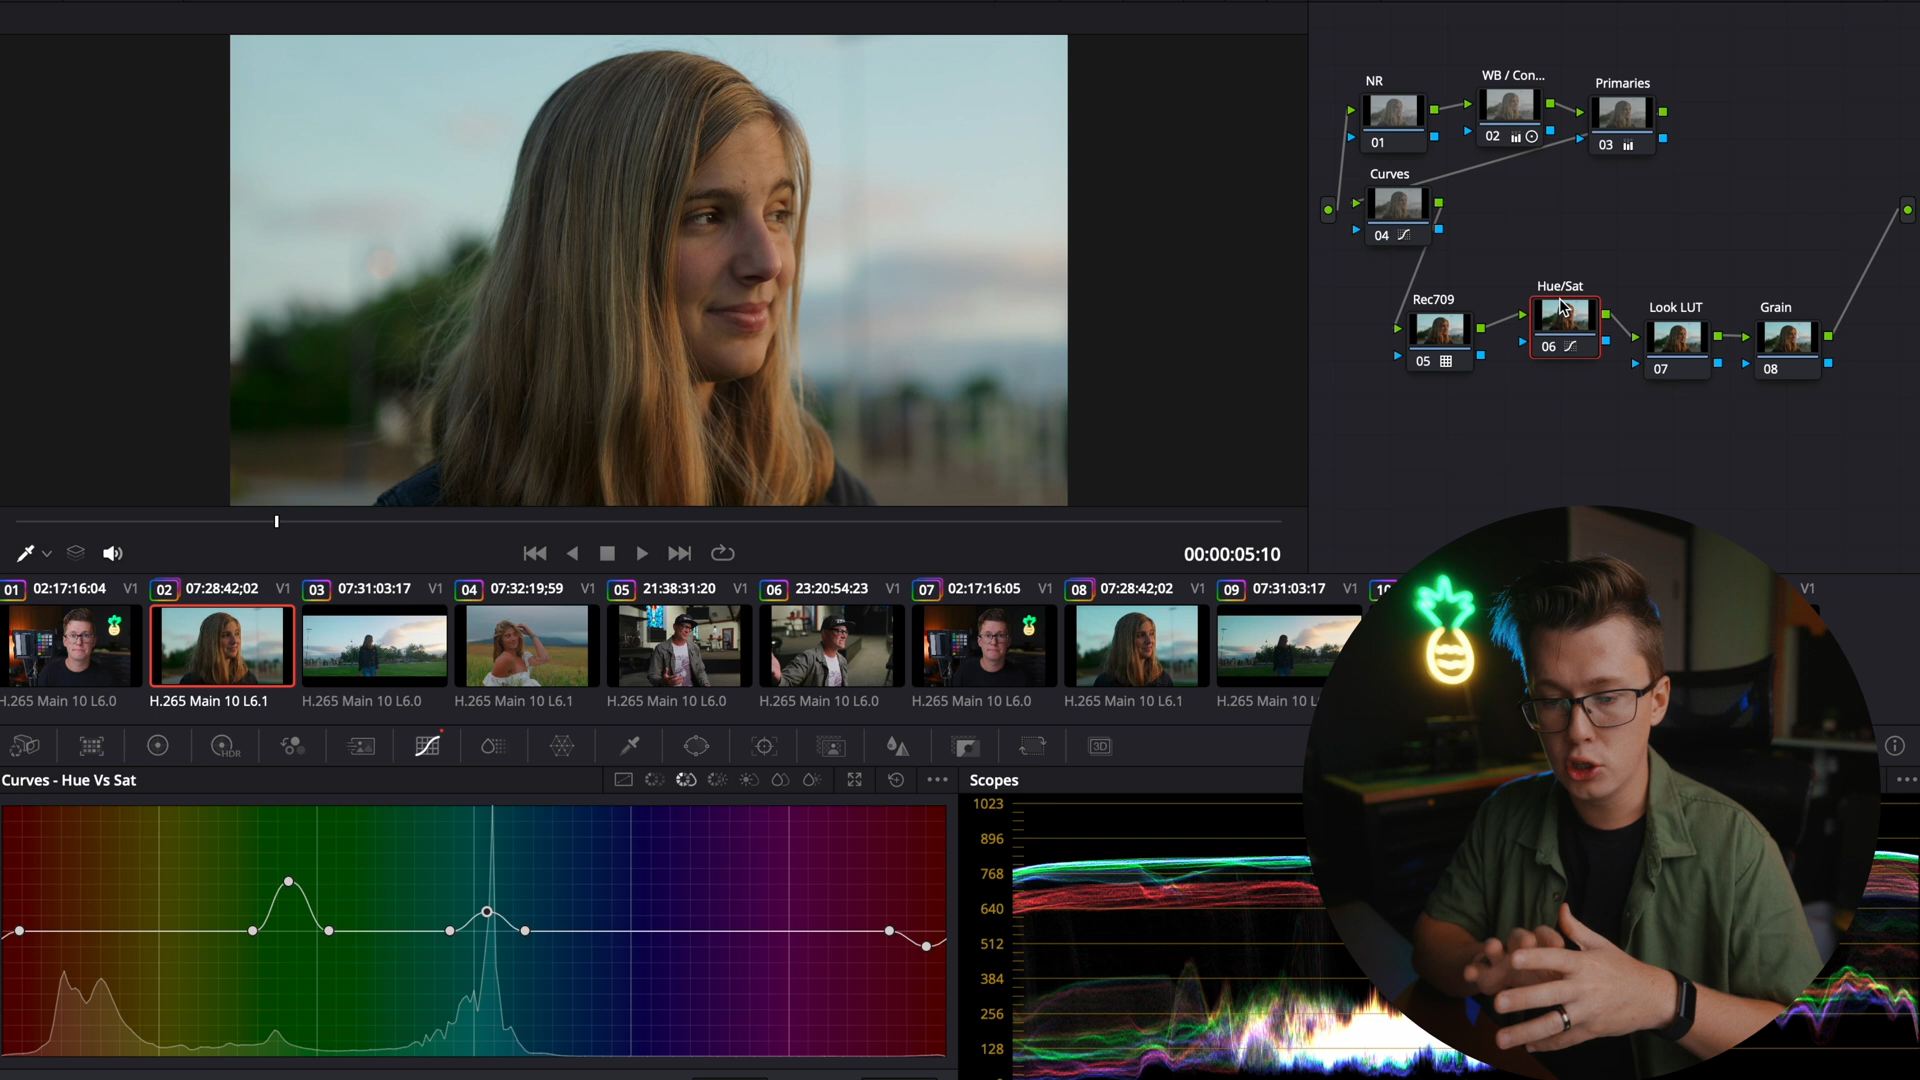 NR
WB / Con...
Primaries
01
02
03
Curves
04
Rec709
Hue/Sat
Look LUT
Grain
05
06
07
08
00:00:05:10
01 02:17:16:04 V1
02 07:28:42;02 V1
03 07:31:03:17 V1
04 07:32:19;59 V1
05 21:38:31:20 V1
06 23:20:54:23 V1
07 02:17:16:05 V1
08 07:28:42;02 V1
09 07:31:03:17 V1
10
V1
H.265 Main 10 L6.0
H.265 Main 10 L6.1
H.265 Main 10 L6.0
H.265 Main 10 L6.1
H.265 Main 10 L6.0
H.265 Main 10 L6.0
H.265 Main 10 L6.0
H.265 Main 10 L6.1
H.265 Main 10 L
HDR
3D
Curves - Hue Vs Sat
Scopes
1023
896
768
640
512
384
256
128